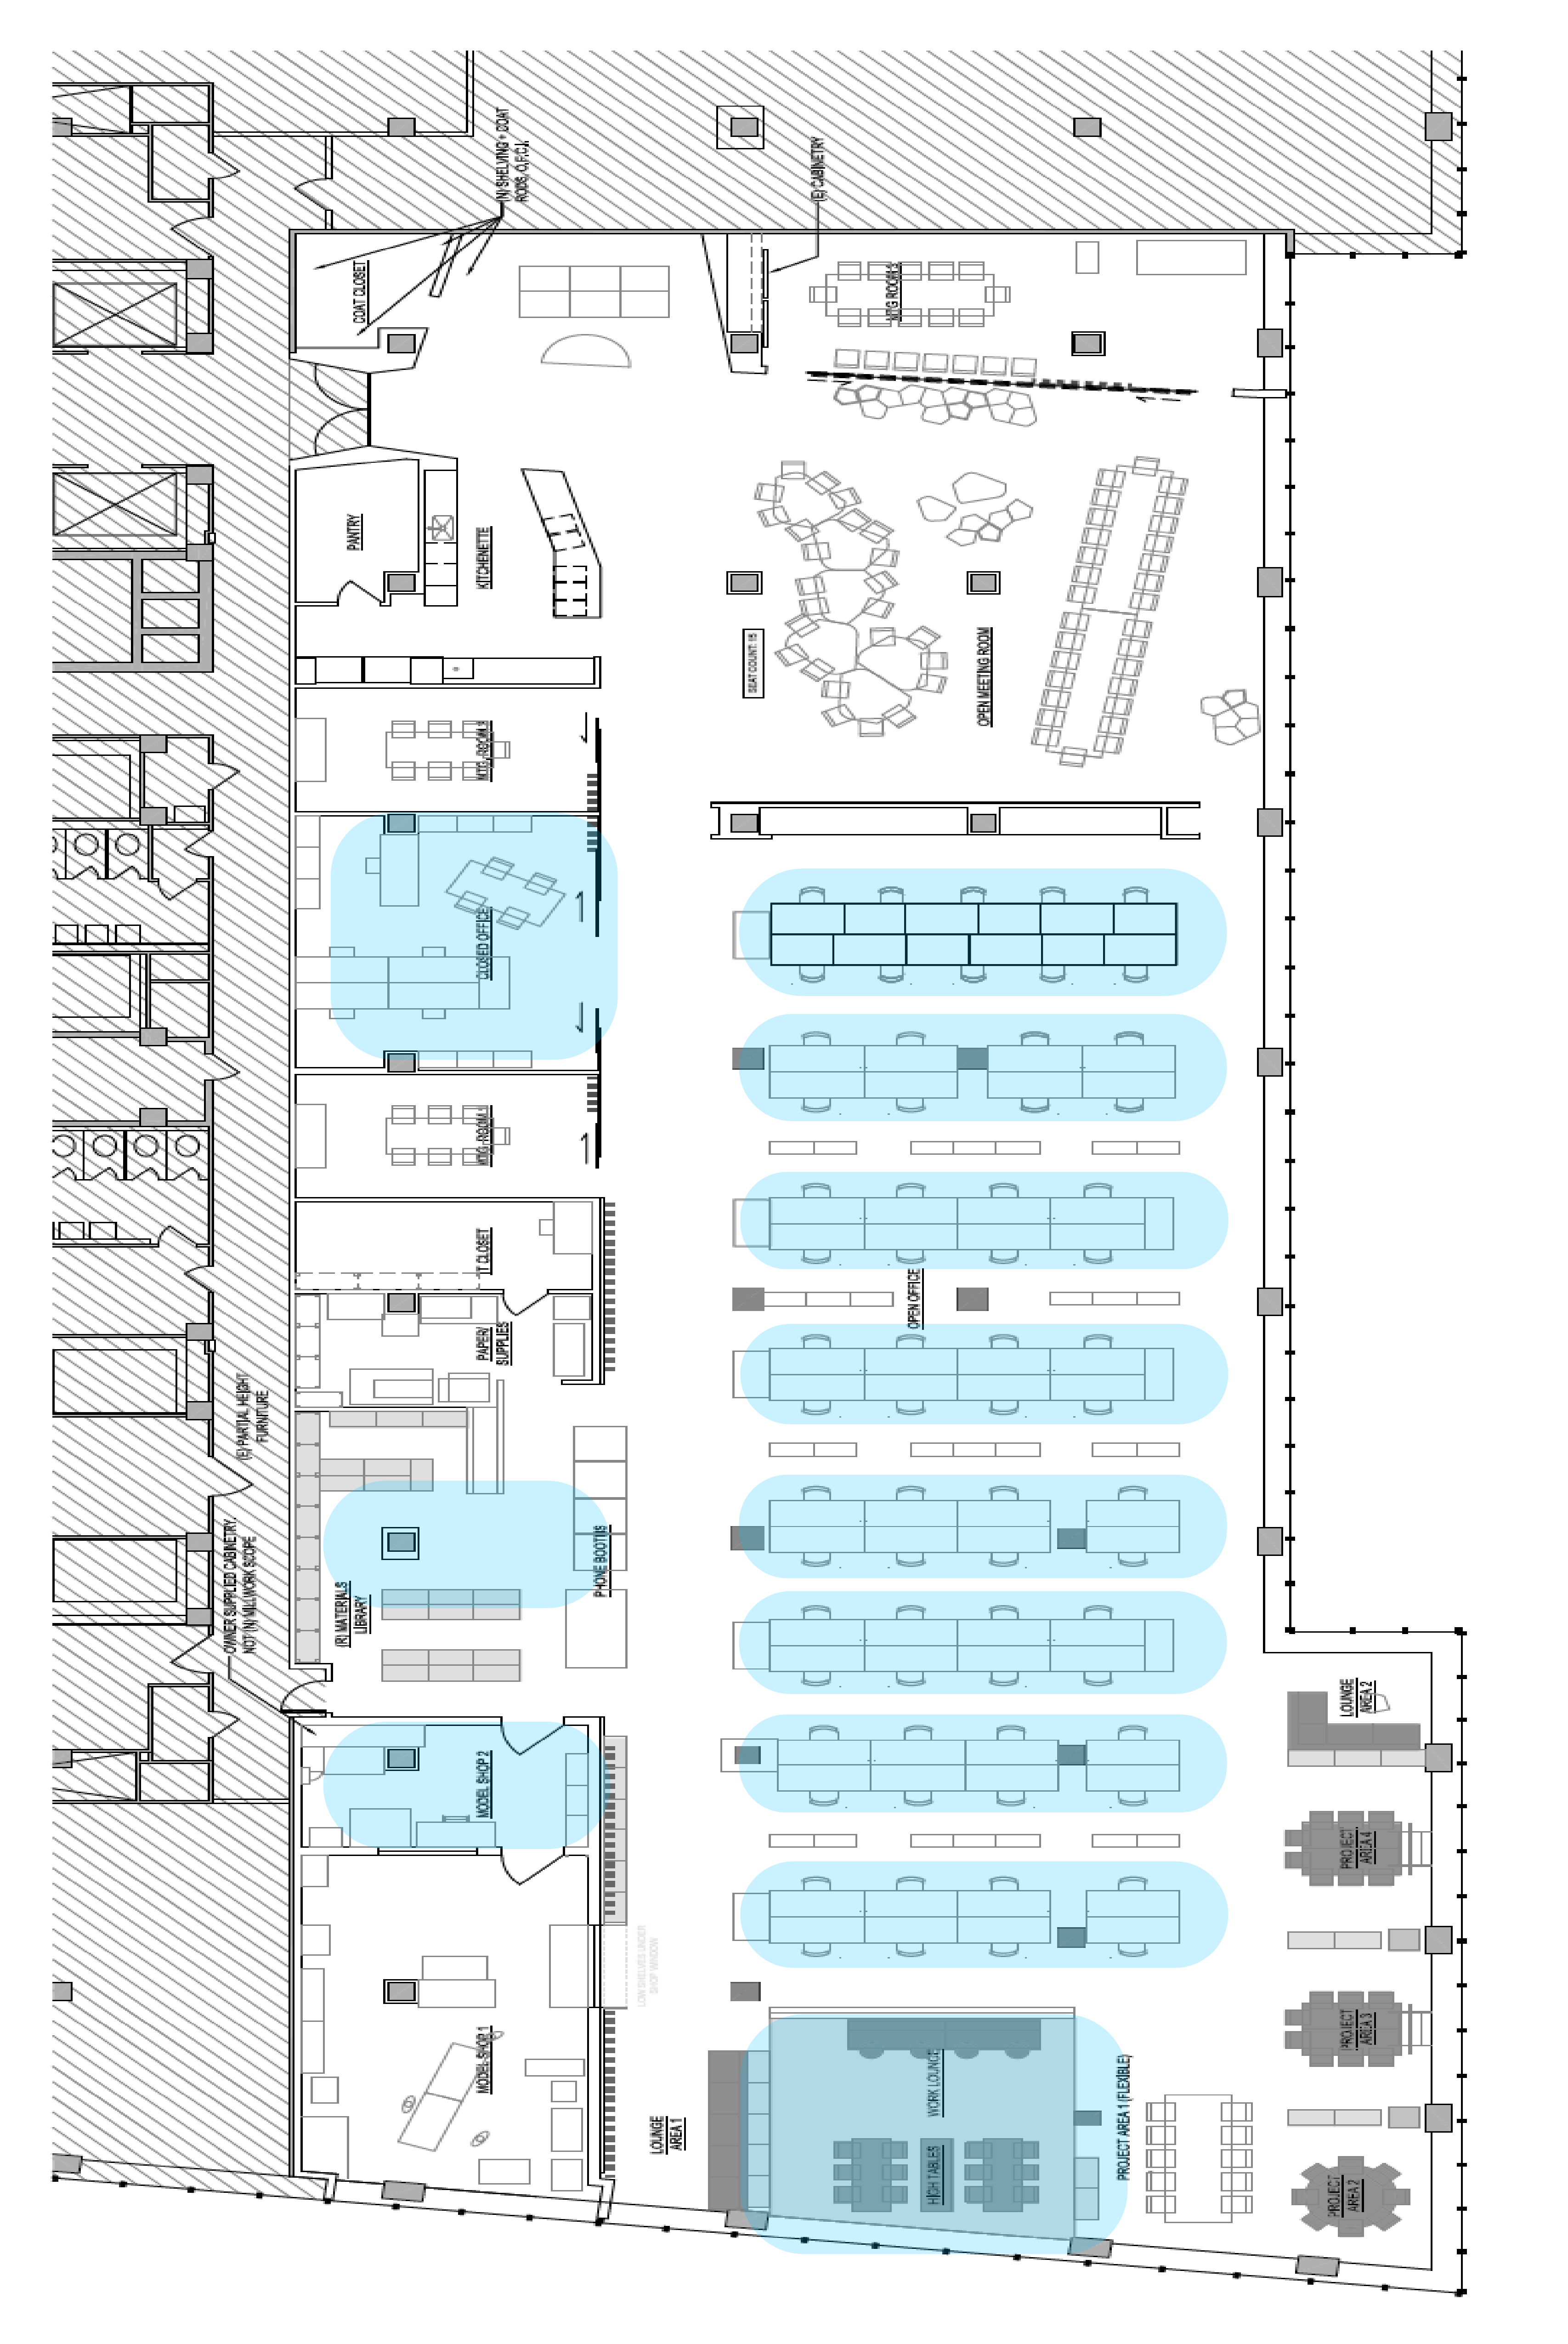 (N) SHELVING + COAT
RODS, O.F.C.I.
(E) CABINETRY
COAT CLOSET
MTG ROOM 3
PANTRY
KITCHENETTE
SEAT COUNT: 15
OPEN MEETING ROOM
MTG. ROOM 2
CLOSED OFFICE
MTG. ROOM 1
IT CLOSET
OPEN OFFICE
PAPER/
SUPPLIES
(E) PARTIAL HEIGHT
FURNITURE
OWNER SUPPLIED CABINETRY.
NOT (N) MILLWORK SCOPE
(R) MATERIALS
LIBRARY
PHONE BOOTHS
LOUNGE
AREA 2
MODEL SHOP 2
PROJECT
AREA 4
LOW SHELVES UNDER
SHOP WINDOW
MODEL SHOP 1
PROJECT
AREA 3
WORK LOUNGE
LOUNGE
AREA 1
HIGH TABLES
PROJECT AREA 1 (FLEXIBLE)
PROJECT
AREA 2